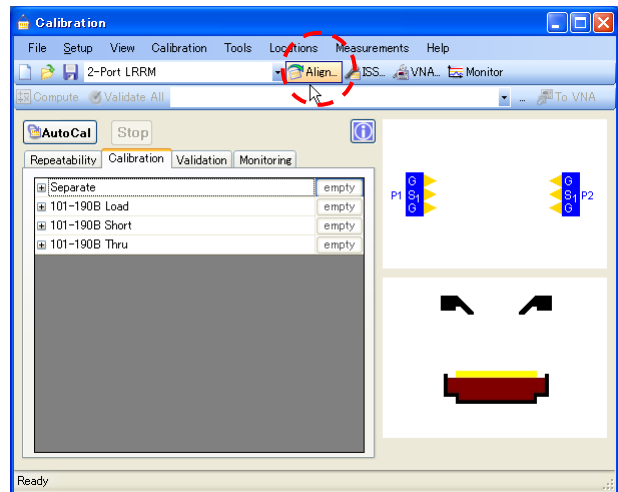 Calibration
File Setup View Calibration Tools Locations Measurements Help
2-Port LRRM Align... ISS... VNA... Monitor
Compute Validate All ... To VNA
AutoCal Stop
Repeatability Calibration Validation Monitoring
Separate empty
101-190B Load empty
101-190B Short empty
101-190B Thru empty
G G
P1 S1 S1 P2
G G
Ready